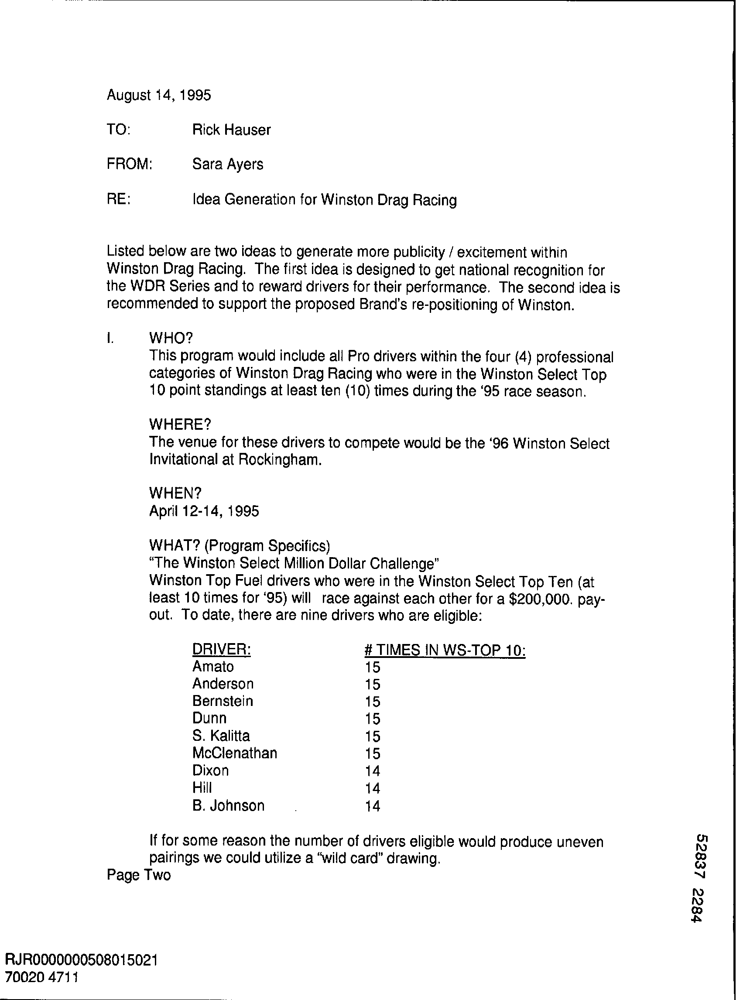 August 14, 1995
TO: Rick Hauser
FROM: Sara Ayers
RE: Idea Generation for Winston Drag Racing
Listed below are two ideas to generate more publicity / excitement within
Winston Drag Racing. The first idea is designed to get national recognition for
the WDR Series and to reward drivers for their performance. The second idea is
recommended to support the proposed Brand's re-positioning of Winston.
I. WHO?
This program would include all Pro drivers within the four (4) professional
categories of Winston Drag Racing who were in the Winston Select Top
10 point standings at least ten (10) times during the '95 race season.
WHERE?
The venue for these drivers to compete would be the '96 Winston Select
Invitational at Rockingham.
WHEN?
April 12-14, 1995
WHAT? (Program Specifics)
"The Winston Select Million Dollar Challenge"
Winston Top Fuel drivers who were in the Winston Select Top Ten (at
least 10 times for '95) will race against each other for a $200,000. pay-
out. To date, there are nine drivers who are eligible:
DRIVER: # TIMES IN WS-TOP 10:
Amato 15
Anderson 15
Bernstein 15
Dunn 15
S. Kalitta 15
McClenathan 15
Dixon 14
Hill 14
B. Johnson 14
If for some reason the number of drivers eligible would produce uneven
pairings we could utilize a "wild card" drawing.
Page Two
52837 2284
RJR0000000508015021
70020 4711